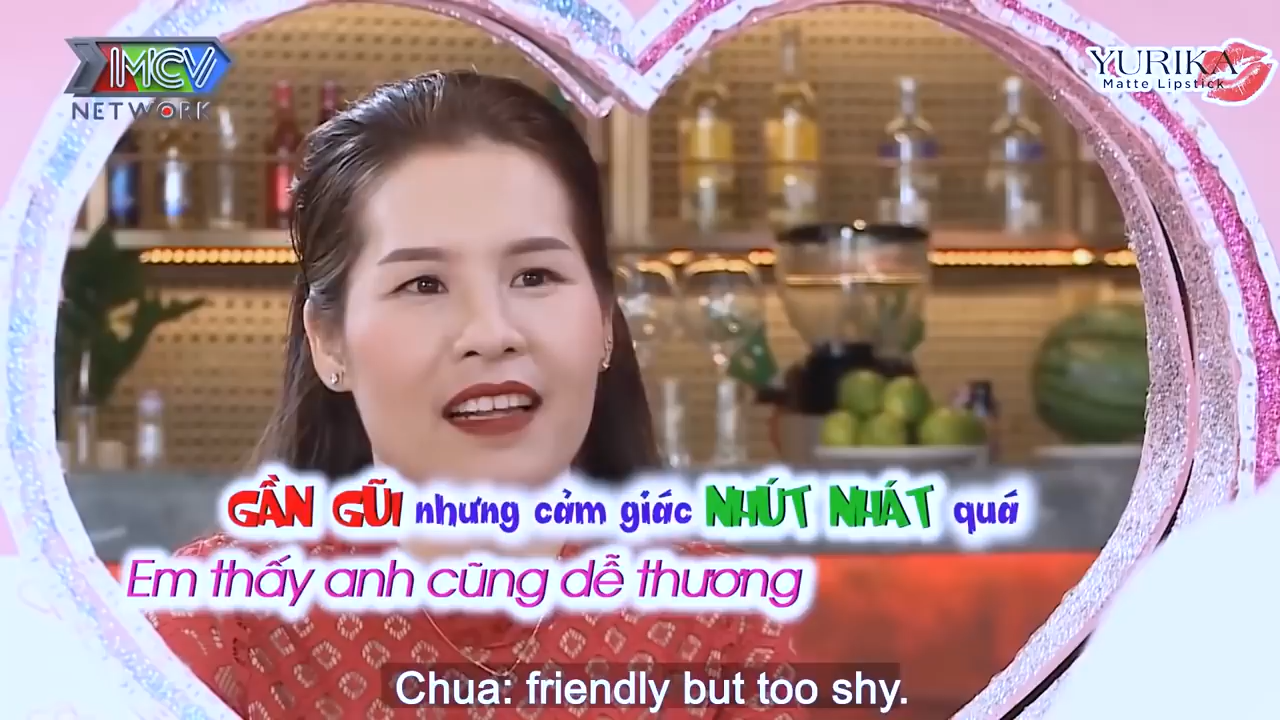 MCV
NETWORK
YURIKA
Matte Lipstick
GẦN GŨI nhưng cảm giác NHÚT NHÁT quá
Em thấy anh cũng dễ thương
Chua: friendly but too shy.